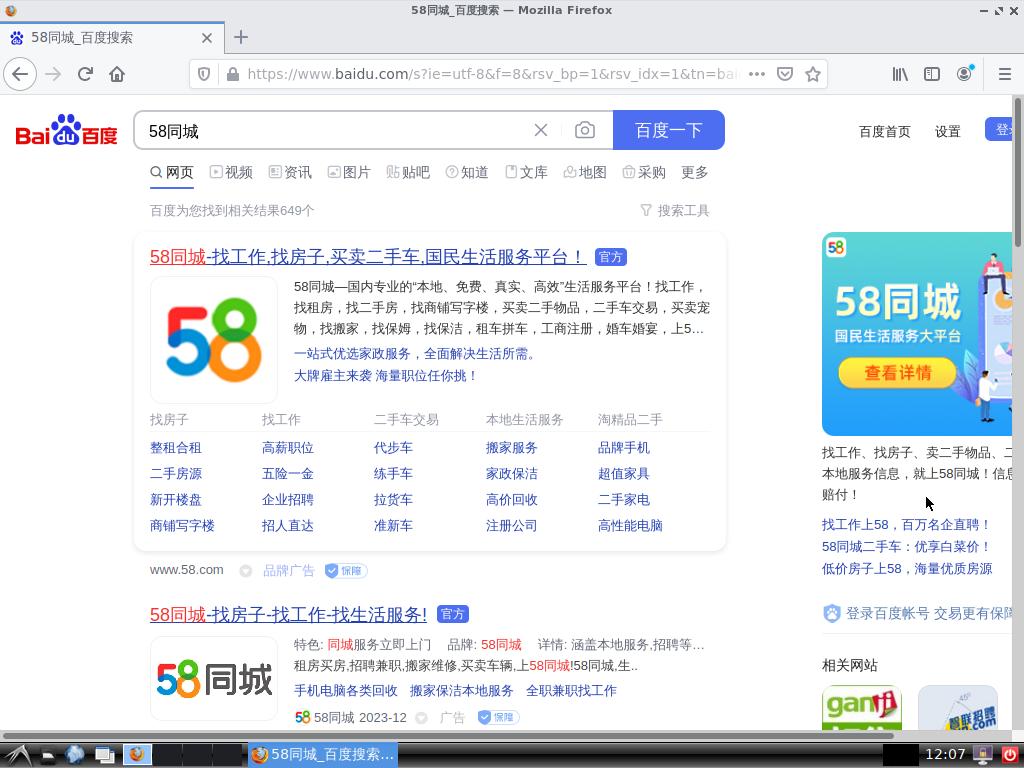 58同城_百度搜索 — Mozilla Firefox
58同城_百度搜索
https://www.baidu.com/s?ie=utf-8&f=8&rsv_bp=1&rsv_idx=1&tn=bai
Bai du 百度
58同城
百度一下
百度首页 设置 登
网页 视频 资讯 图片 贴吧 知道 文库 地图 采购 更多
百度为您找到相关结果649个
搜索工具
58同城-找工作,找房子,买卖二手车,国民生活服务平台！ 官方
58
58同城—国内专业的“本地、免费、真实、高效”生活服务平台！找工作，
找租房，找二手房，找商铺写字楼，买卖二手物品，二手车交易，买卖宠
物，找搬家，找保姆，找保洁，租车拼车，工商注册，婚车婚宴，上5...
一站式优选家政服务，全面解决生活所需。
大牌雇主来袭 海量职位任你挑！
找房子 找工作 二手车交易 本地生活服务 淘精品二手
整租合租 高薪职位 代步车 搬家服务 品牌手机
二手房源 五险一金 练手车 家政保洁 超值家具
新开楼盘 企业招聘 拉货车 高价回收 二手家电
商铺写字楼 招人直达 准新车 注册公司 高性能电脑
www.58.com 品牌广告 保障
58同城-找房子-找工作-找生活服务! 官方
58同城
特色: 同城服务立即上门 品牌: 58同城 详情: 涵盖本地服务,招聘等...
租房买房,招聘兼职,搬家维修,买卖车辆,上58同城!58同城,生..
手机电脑各类回收 搬家保洁本地服务 全职兼职找工作
58同城 2023-12 广告 保障
58
58同城
国民生活服务大平台
查看详情
找工作、找房子、卖二手物品、二
本地服务信息，就上58同城！信息
赔付！
找工作上58，百万名企直聘！
58同城二手车：优享白菜价！
低价房子上58，海量优质房源
登录百度帐号 交易更有保障
相关网站
ganji
45°
智联招聘
58同城_百度搜索...
12:07